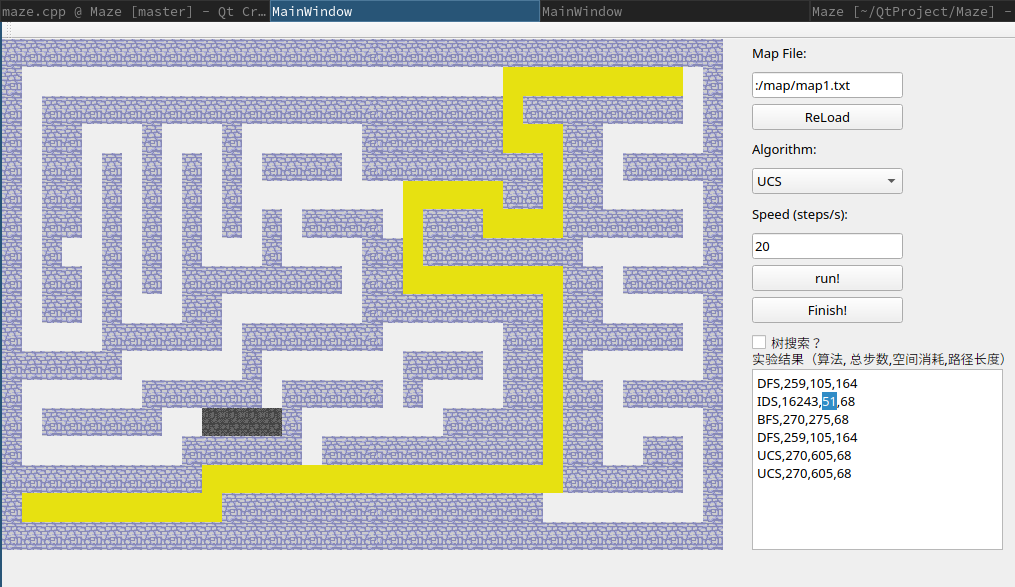 maze.cpp @ Maze [master] - Qt Cr...
MainWindow
MainWindow
Maze [~/QtProject/Maze] -
Map File:
:/map/map1.txt
ReLoad
Algorithm:
UCS
Speed (steps/s):
20
run!
Finish!
树搜索？
实验结果（算法, 总步数,空间消耗,路径长度）
DFS,259,105,164
IDS,16243,51,68
BFS,270,275,68
DFS,259,105,164
UCS,270,605,68
UCS,270,605,68